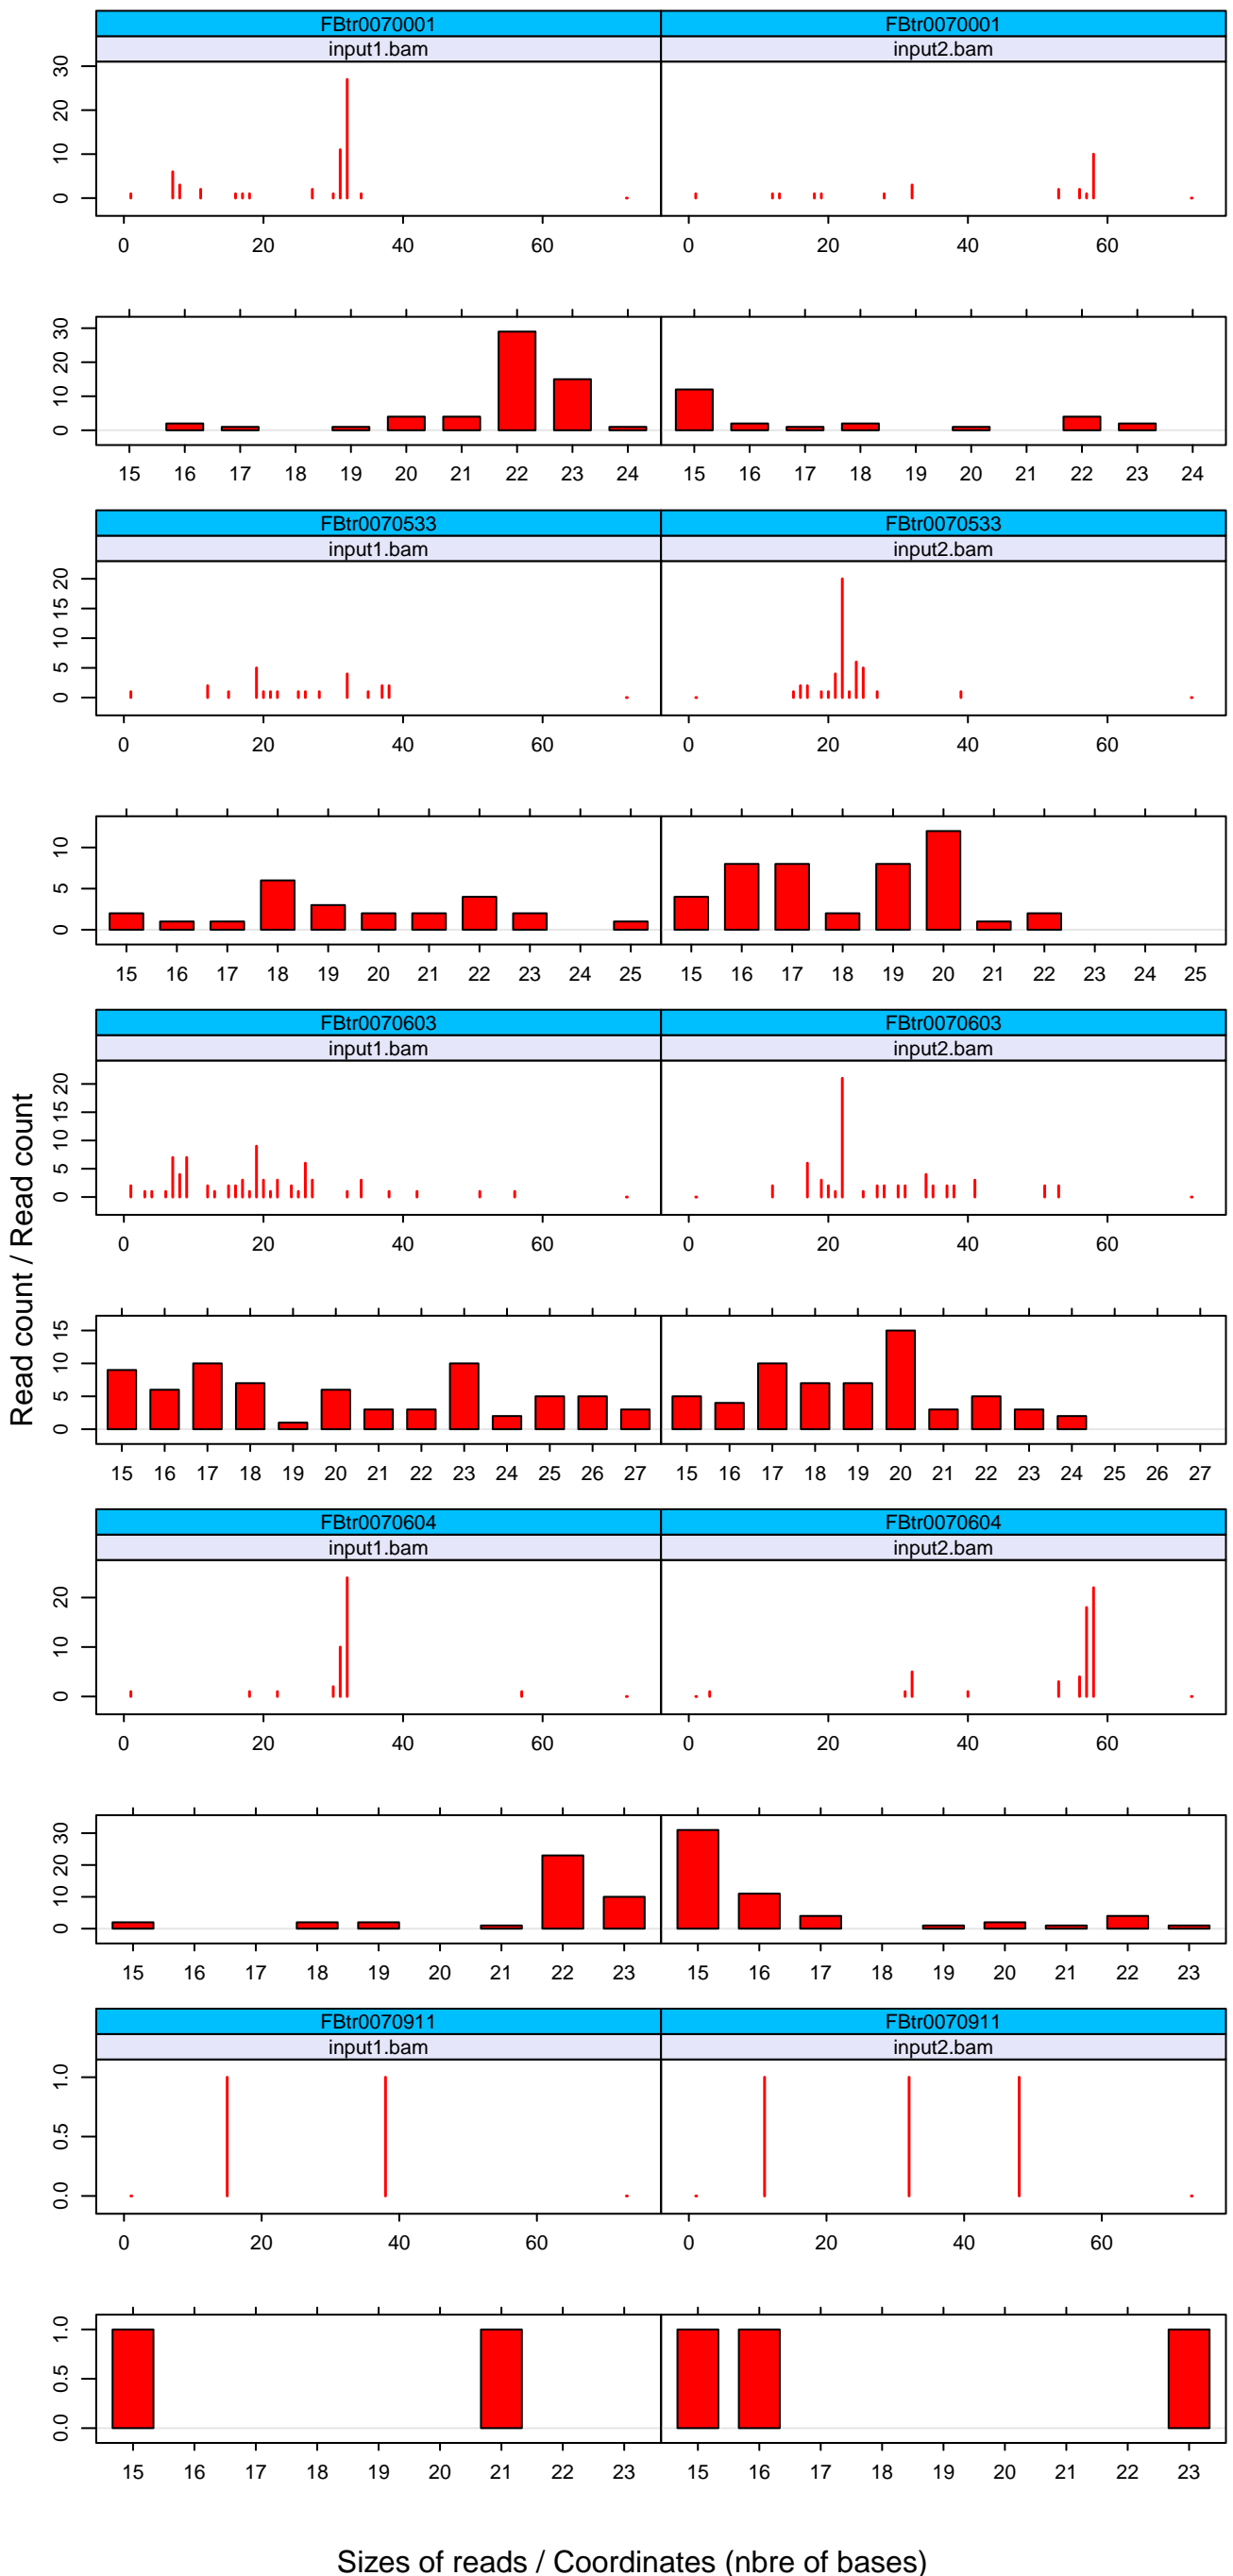 FBtr0070001 FBtr0070001
input1.bam input2.bam
30
20
10
0
0 20 40 60 0 20 40 60
30
20
10
0
15 16 17 18 19 20 21 22 23 24 15 16 17 18 19 20 21 22 23 24
FBtr0070533 FBtr0070533
input1.bam input2.bam
20
15
10
5
0
0 20 40 60 0 20 40 60
10
5
0
15 16 17 18 19 20 21 22 23 24 25 15 16 17 18 19 20 21 22 23 24 25
FBtr0070603 FBtr0070603
input1.bam input2.bam
20
15
10
5
0
0 20 40 60 0 20 40 60
Read count / Read count
15
10
5
0
15 16 17 18 19 20 21 22 23 24 25 26 27 15 16 17 18 19 20 21 22 23 24 25 26 27
FBtr0070604 FBtr0070604
input1.bam input2.bam
20
10
0
0 20 40 60 0 20 40 60
30
20
10
0
15 16 17 18 19 20 21 22 23 15 16 17 18 19 20 21 22 23
FBtr0070911 FBtr0070911
input1.bam input2.bam
1.0
0.5
0.0
0 20 40 60 0 20 40 60
1.0
0.5
0.0
15 16 17 18 19 20 21 22 23 15 16 17 18 19 20 21 22 23
Sizes of reads / Coordinates (nbre of bases)